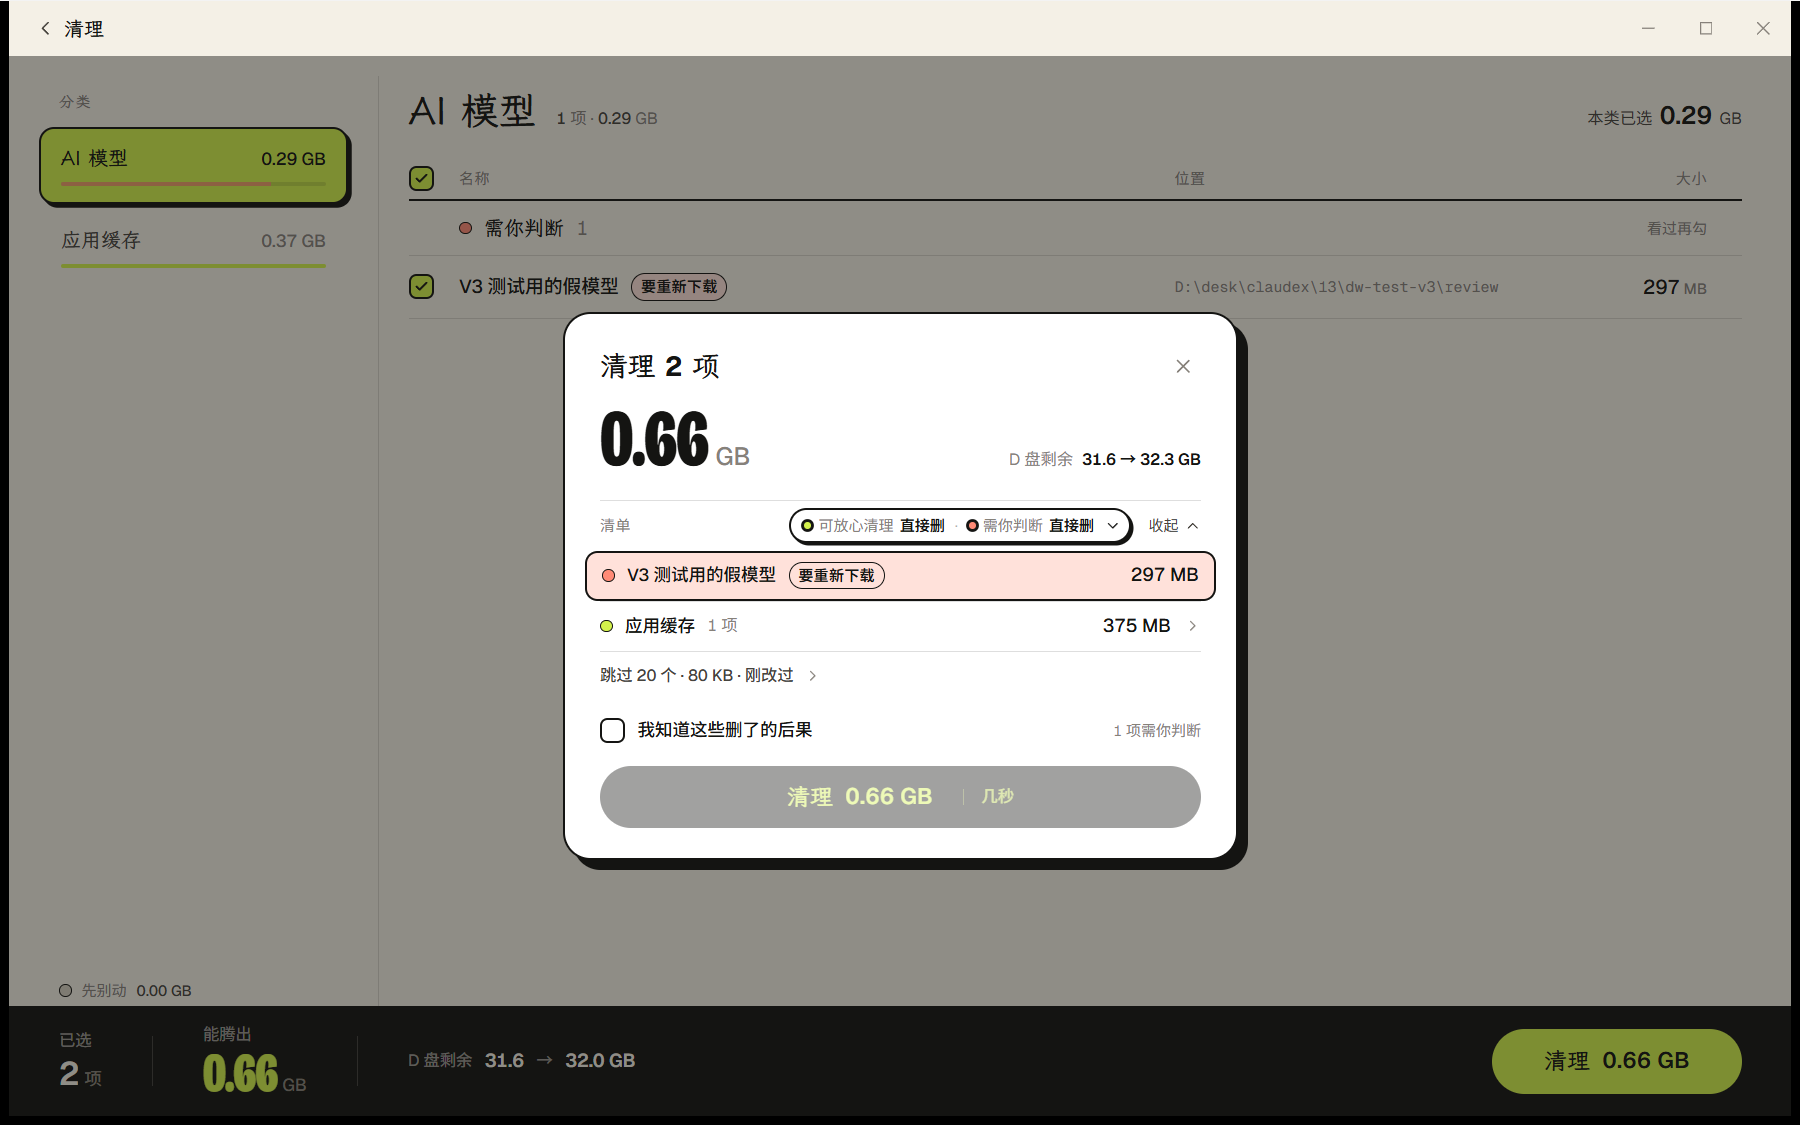 清理
分类
AI 模型 0.29 GB
应用缓存 0.37 GB
先别动 0.00 GB
AI 模型 1 项 · 0.29 GB
本类已选 0.29 GB
名称 位置 大小
需你判断 1 看过再勾
V3 测试用的假模型 要重新下载 D:\desk\claudex\13\dw-test-v3\review 297 MB
清理 2 项
0.66 GB
D 盘剩余 31.6 → 32.3 GB
清单 可放心清理 直接删 · 需你判断 直接删 收起
V3 测试用的假模型 要重新下载 297 MB
应用缓存 1 项 375 MB
跳过 20 个 · 80 KB · 刚改过
我知道这些删了的后果 1 项需你判断
清理 0.66 GB 几秒
已选
2 项
能腾出
0.66 GB
D 盘剩余 31.6 → 32.0 GB
清理 0.66 GB